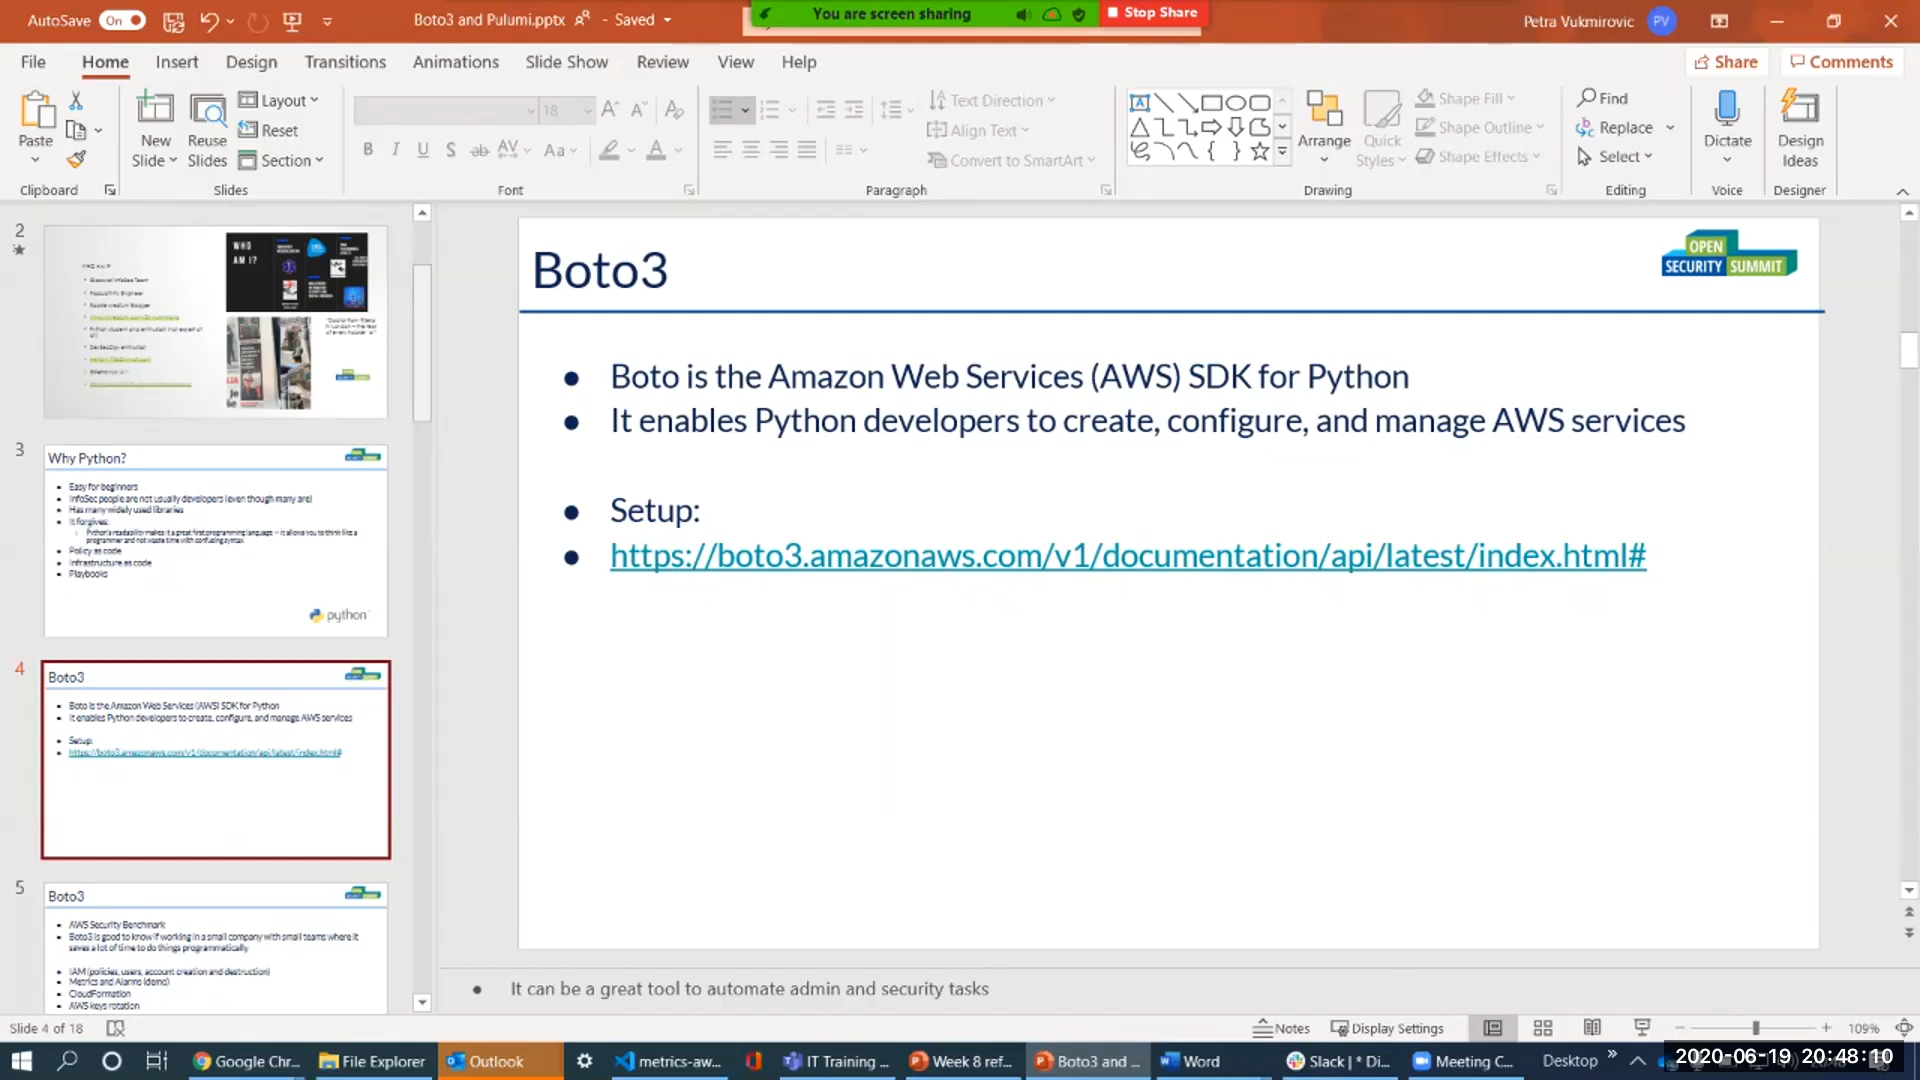 AutoSave On
Boto3 and Pulumi.pptx - Saved
You are screen sharing
Stop Share
Petra Vukmirovic PV
File Home Insert Design Transitions Animations Slide Show Review View Help
Share Comments
Paste
New Slide
Reuse Slides
Layout
Reset
Section
18
B I U S ab AV Aa A
Text Direction
Align Text
Convert to SmartArt
Arrange
Quick Styles
Shape Fill
Shape Outline
Shape Effects
Find
Replace
Select
Dictate
Design Ideas
Clipboard Slides Font Paragraph Drawing Editing Voice Designer
2
WHO AM I?
3
Why Python?
• Easy for beginners
• InfoSec people are not usually developers (even though many are)
• Has many widely used libraries
• It forgives:
Python's readability makes it a great first programming language — it allows you to think like a
programmer and not waste time with confusing syntax
• Policy as code
• Infrastructure as code
• Playbooks
python
4
Boto3
• Boto is the Amazon Web Services (AWS) SDK for Python
• It enables Python developers to create, configure, and manage AWS services
• Setup:
• https://boto3.amazonaws.com/v1/documentation/api/latest/index.html#
5
Boto3
• AWS Security Benchmark
• Boto3 is good to know if working in a small company with small teams where it
saves a lot of time to do things programmatically
• IAM (policies, users, account creation and destruction)
• Metrics and Alarms (demo)
• CloudFormation
• AWS keys rotation
Boto3
OPEN
SECURITY SUMMIT
• Boto is the Amazon Web Services (AWS) SDK for Python
• It enables Python developers to create, configure, and manage AWS services
• Setup:
• https://boto3.amazonaws.com/v1/documentation/api/latest/index.html#
• It can be a great tool to automate admin and security tasks
Slide 4 of 18
Notes Display Settings 109%
Google Chr... File Explorer Outlook metrics-aw... IT Training ... Week 8 ref... Boto3 and ... Word Slack | * Di... Meeting C... Desktop
2020-06-19 20:48:10